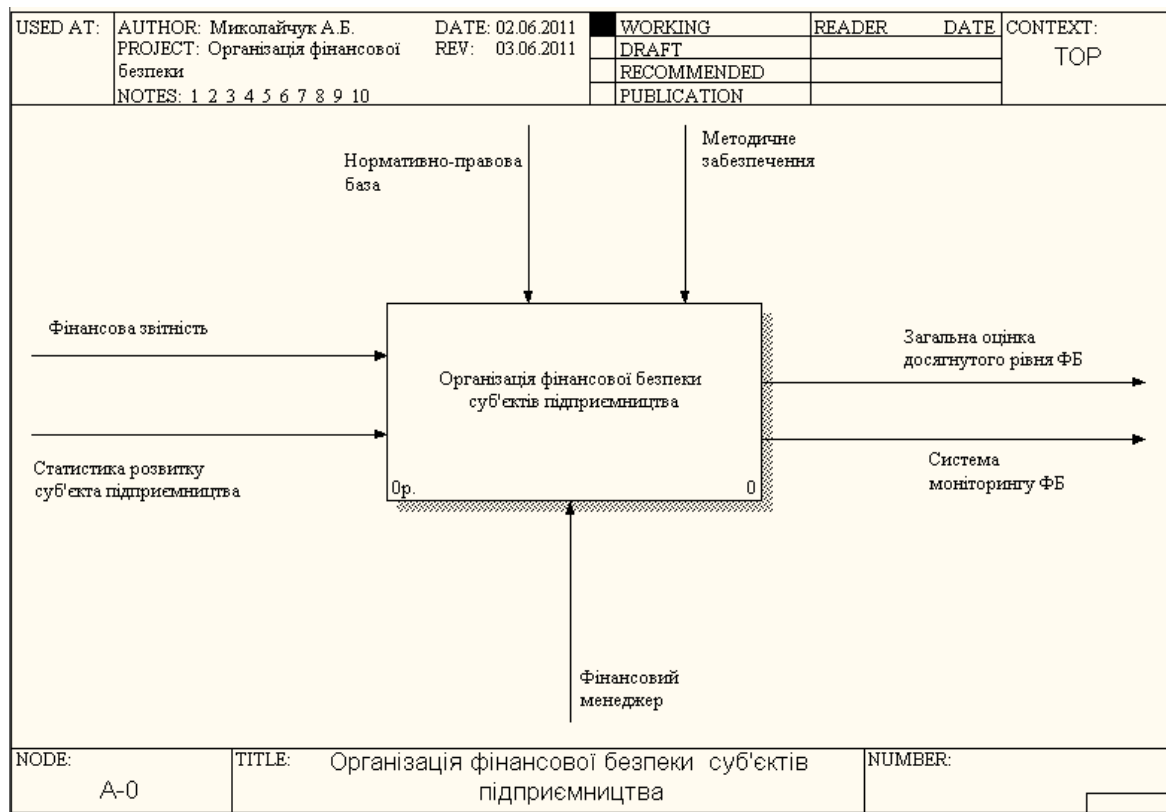 USED AT:
AUTHOR: Миколайчук А.Б.
DATE: 02.06.2011
PROJECT: Організація фінансової
безпеки
REV: 03.06.2011
NOTES: 1 2 3 4 5 6 7 8 9 10
WORKING
DRAFT
RECOMMENDED
PUBLICATION
READER DATE
CONTEXT:
TOP
Нормативно-правова
база
Методичне
забезпечення
Фінансова звітність
Статистика розвитку
суб'єкта підприємництва
Організація фінансової безпеки
суб'єктів підприємництва
0р. 0
Загальна оцінка
досягнутого рівня ФБ
Система
моніторингу ФБ
Фінансовий
менеджер
NODE:
A-0
TITLE:
Організація фінансової безпеки суб'єктів
підприємництва
NUMBER: